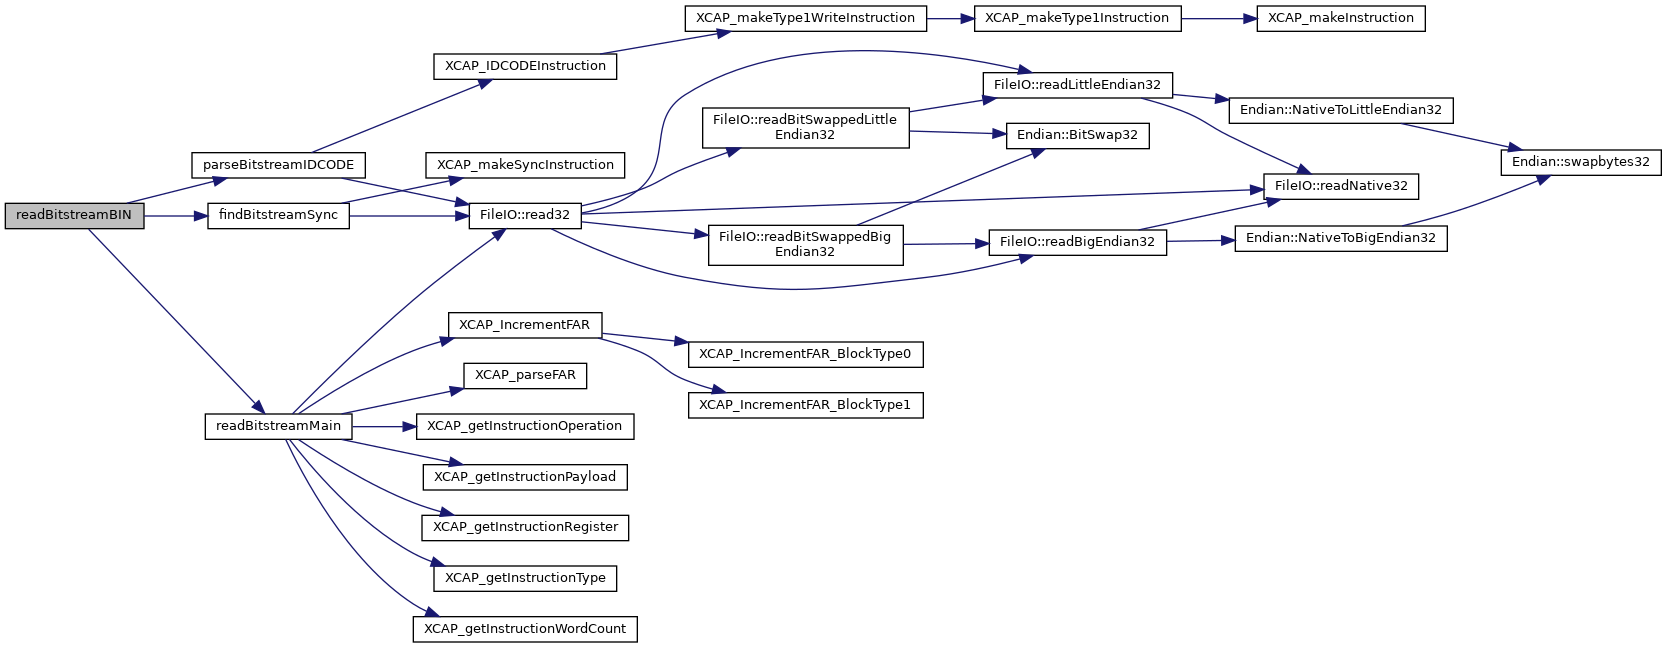 XCAP_makeType1WriteInstruction
XCAP_makeType1Instruction
XCAP_makeInstruction
XCAP_IDCODEInstruction
FileIO::readLittleEndian32
Endian::NativeToLittleEndian32
FileIO::readBitSwappedLittle
Endian32
Endian::BitSwap32
parseBitstreamIDCODE
XCAP_makeSyncInstruction
Endian::swapbytes32
FileIO::readNative32
readBitstreamBIN
findBitstreamSync
FileIO::read32
FileIO::readBitSwappedBig
Endian32
FileIO::readBigEndian32
Endian::NativeToBigEndian32
XCAP_IncrementFAR
XCAP_IncrementFAR_BlockType0
XCAP_parseFAR
XCAP_IncrementFAR_BlockType1
readBitstreamMain
XCAP_getInstructionOperation
XCAP_getInstructionPayload
XCAP_getInstructionRegister
XCAP_getInstructionType
XCAP_getInstructionWordCount